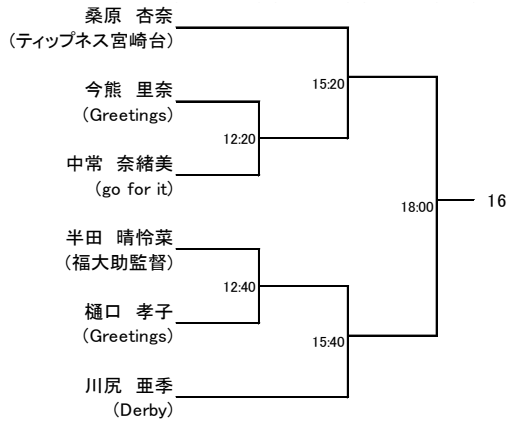 桑原　杏奈
(ティップネス宮崎台)
15:20
今熊　里奈
(Greetings)
12:20
中常　奈緒美
(go for it)
18:00
16
半田　晴怜菜
(福大助監督)
12:40
樋口　孝子
(Greetings)
15:40
川尻　亜季
(Derby)